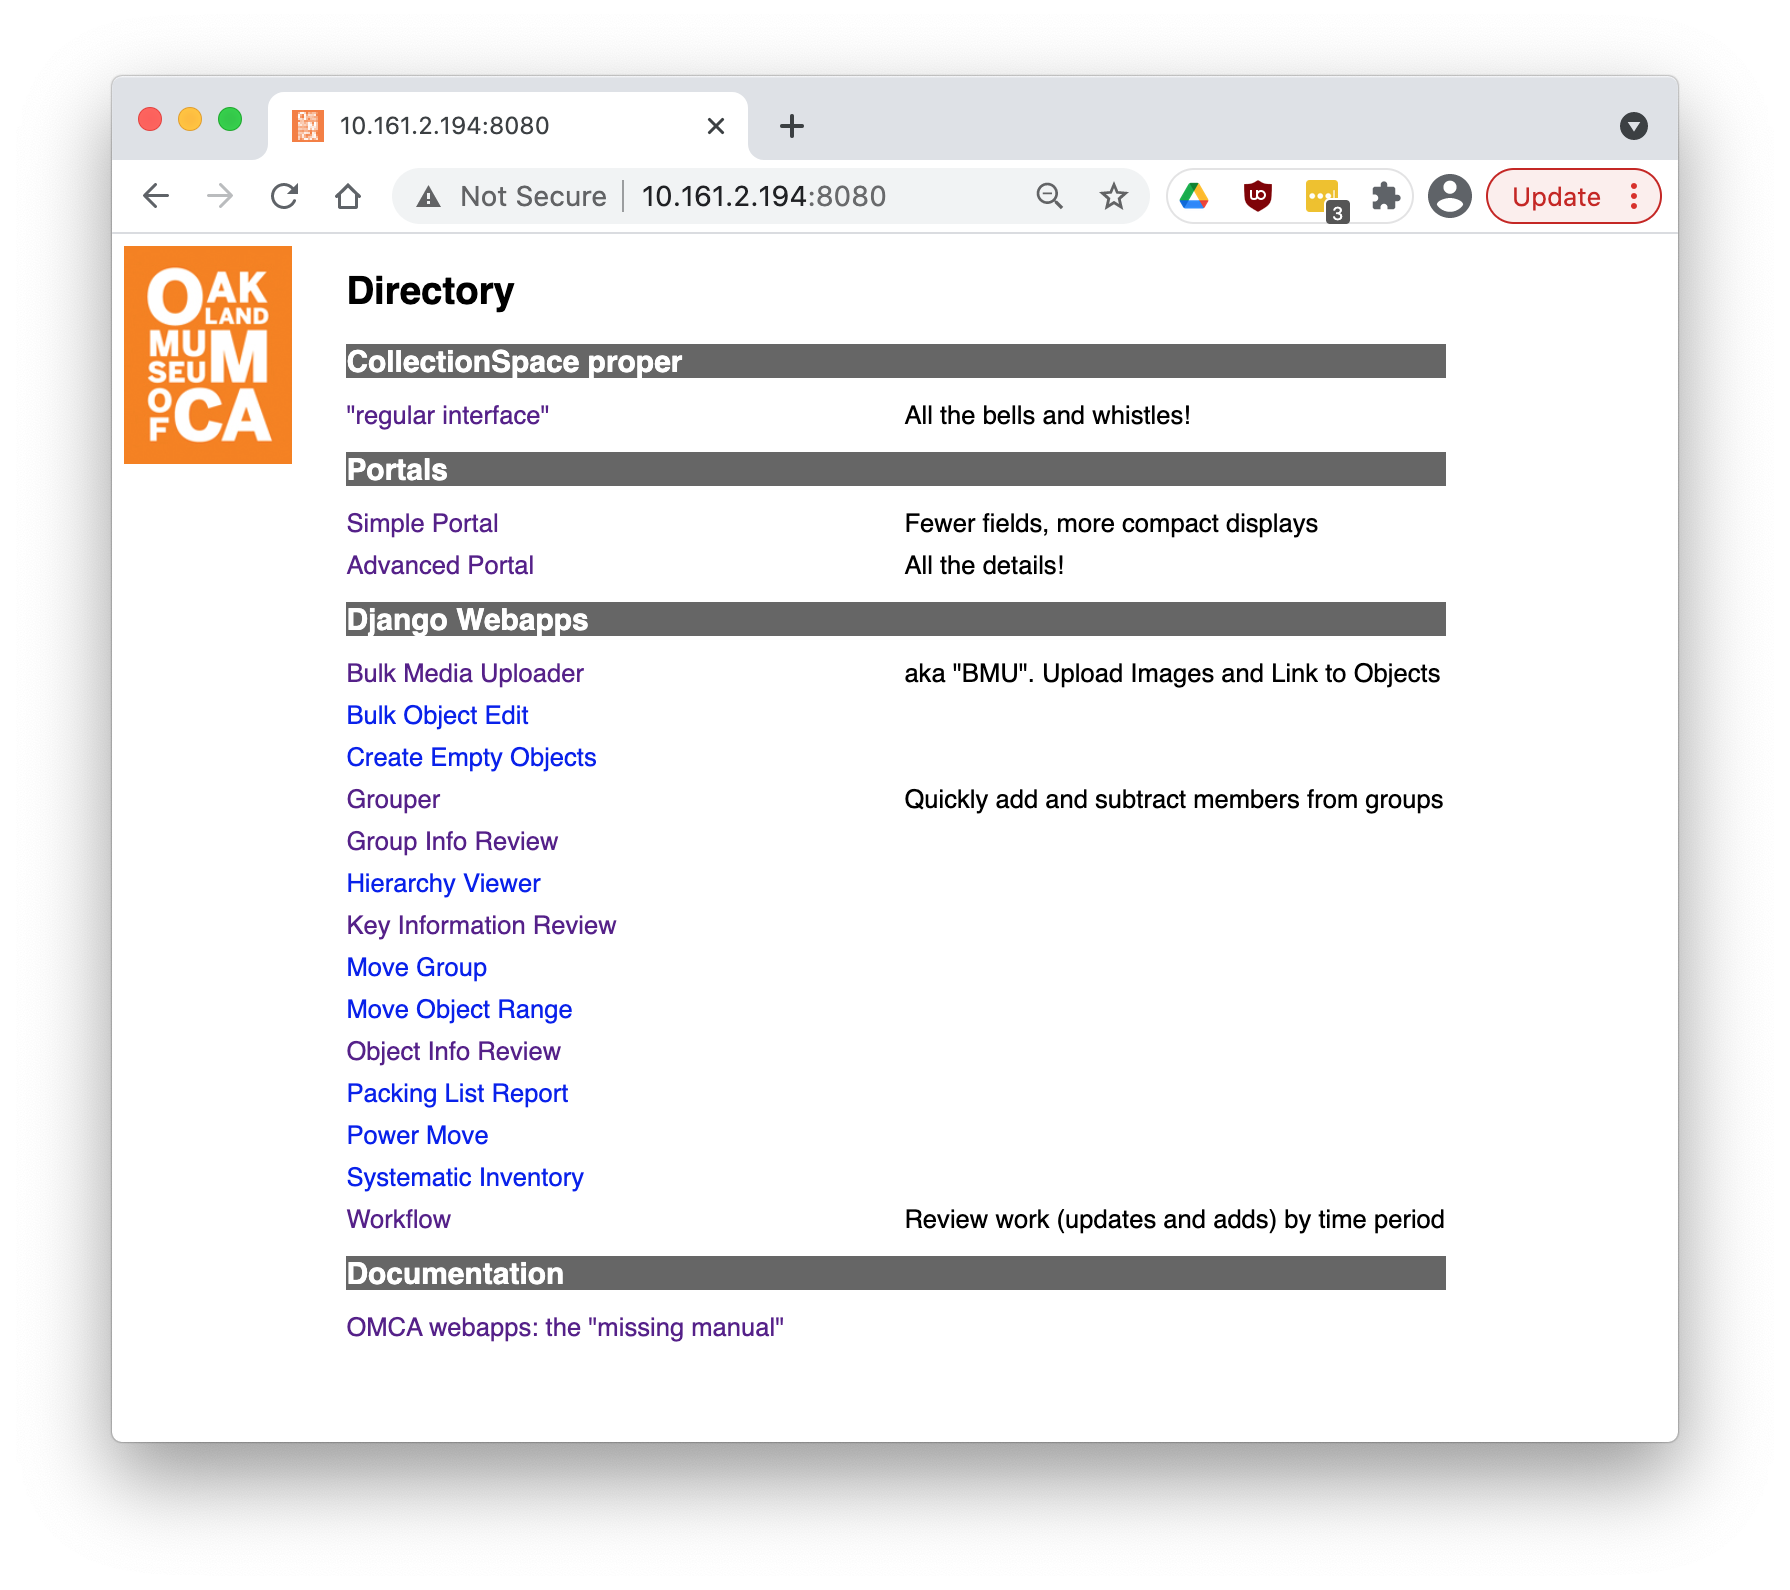 10.161.2.194:8080
Not Secure 10.161.2.194:8080
3
Update
OAK
LAND
MU M
SEU
O CA
F
Directory
CollectionSpace proper
"regular interface" All the bells and whistles!
Portals
Simple Portal Fewer fields, more compact displays
Advanced Portal All the details!
Django Webapps
Bulk Media Uploader aka "BMU". Upload Images and Link to Objects
Bulk Object Edit
Create Empty Objects
Grouper Quickly add and subtract members from groups
Group Info Review
Hierarchy Viewer
Key Information Review
Move Group
Move Object Range
Object Info Review
Packing List Report
Power Move
Systematic Inventory
Workflow Review work (updates and adds) by time period
Documentation
OMCA webapps: the "missing manual"